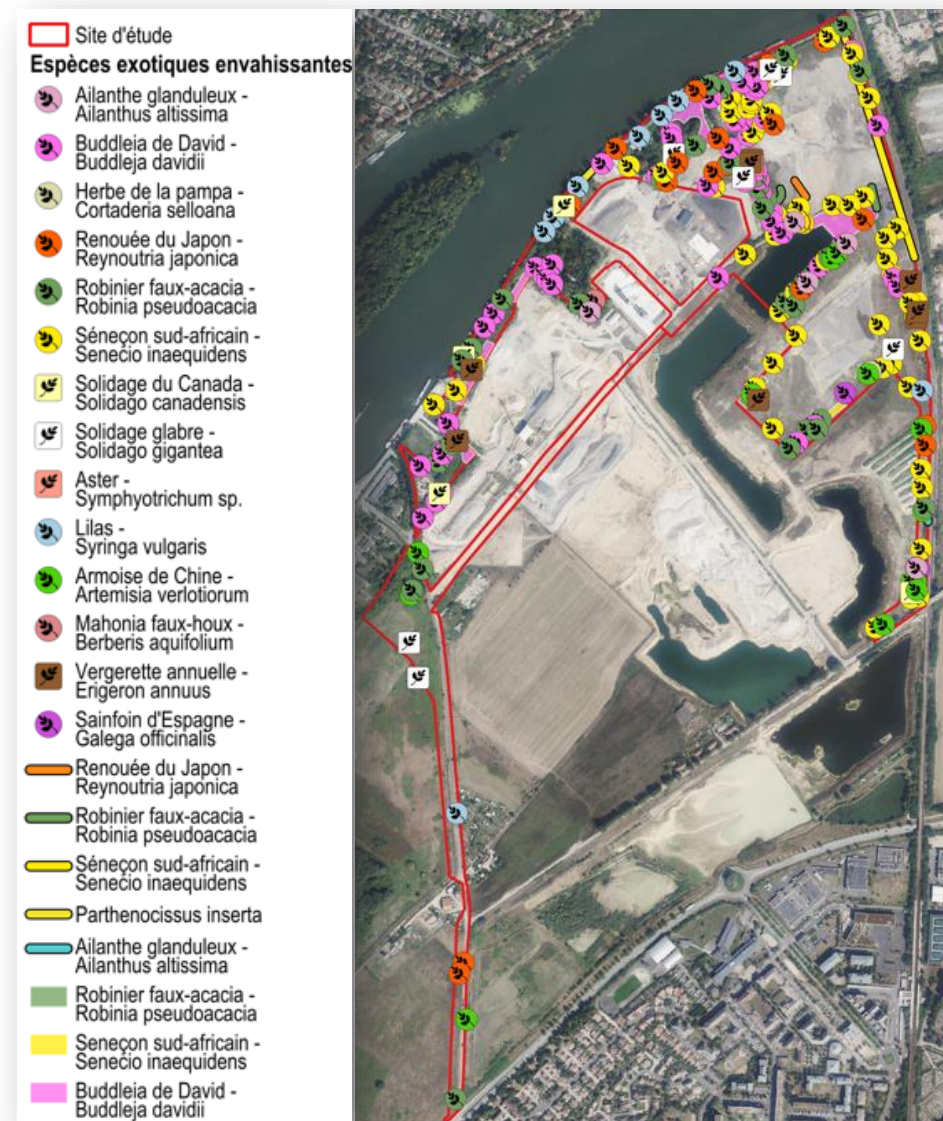 Site d'étude
Espèces exotiques envahissantes
Ailanthe glanduleux -
Ailanthus altissima
Buddleia de David -
Buddleja davidii
Herbe de la pampa -
Cortaderia selloana
Renouée du Japon -
Reynoutria japonica
Robinier faux-acacia -
Robinia pseudoacacia
Séneçon sud-africain -
Senecio inaequidens
Solidage du Canada -
Solidago canadensis
Solidage glabre -
Solidago gigantea
Aster -
Symphyotrichum sp.
Lilas -
Syringa vulgaris
Armoise de Chine -
Artemisia verlotiorum
Mahonia faux-houx -
Berberis aquifolium
Vergerette annuelle -
Erigeron annuus
Sainfoin d'Espagne -
Galega officinalis
Renouée du Japon -
Reynoutria japonica
Robinier faux-acacia -
Robinia pseudoacacia
Séneçon sud-africain -
Senecio inaequidens
Parthenocissus inserta
Ailanthe glanduleux -
Ailanthus altissima
Robinier faux-acacia -
Robinia pseudoacacia
Seneçon sud-africain -
Senecio inaequidens
Buddleia de David -
Buddleja davidii